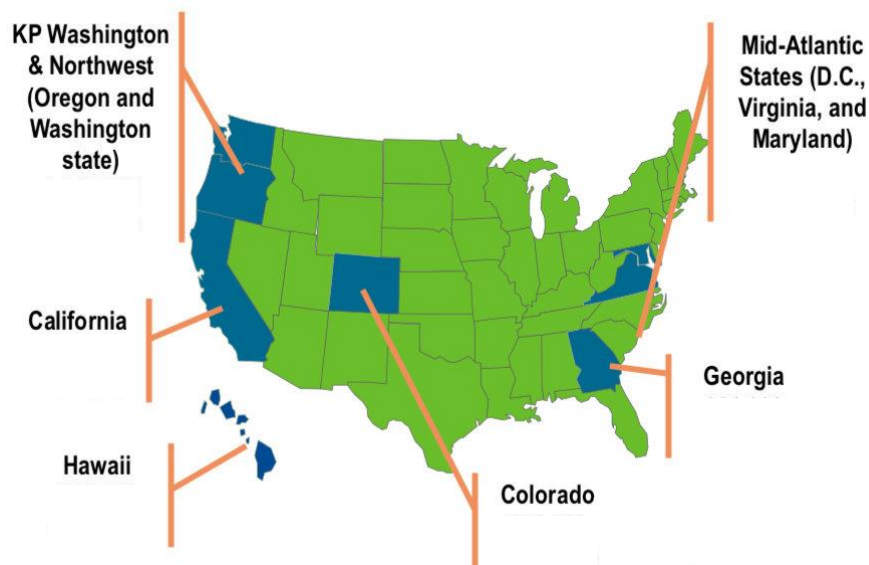 KP Washington
& Northwest
(Oregon and
Washington
state)
Mid-Atlantic
States (D.C.,
Virginia, and
Maryland)
California
Georgia
Hawaii
Colorado